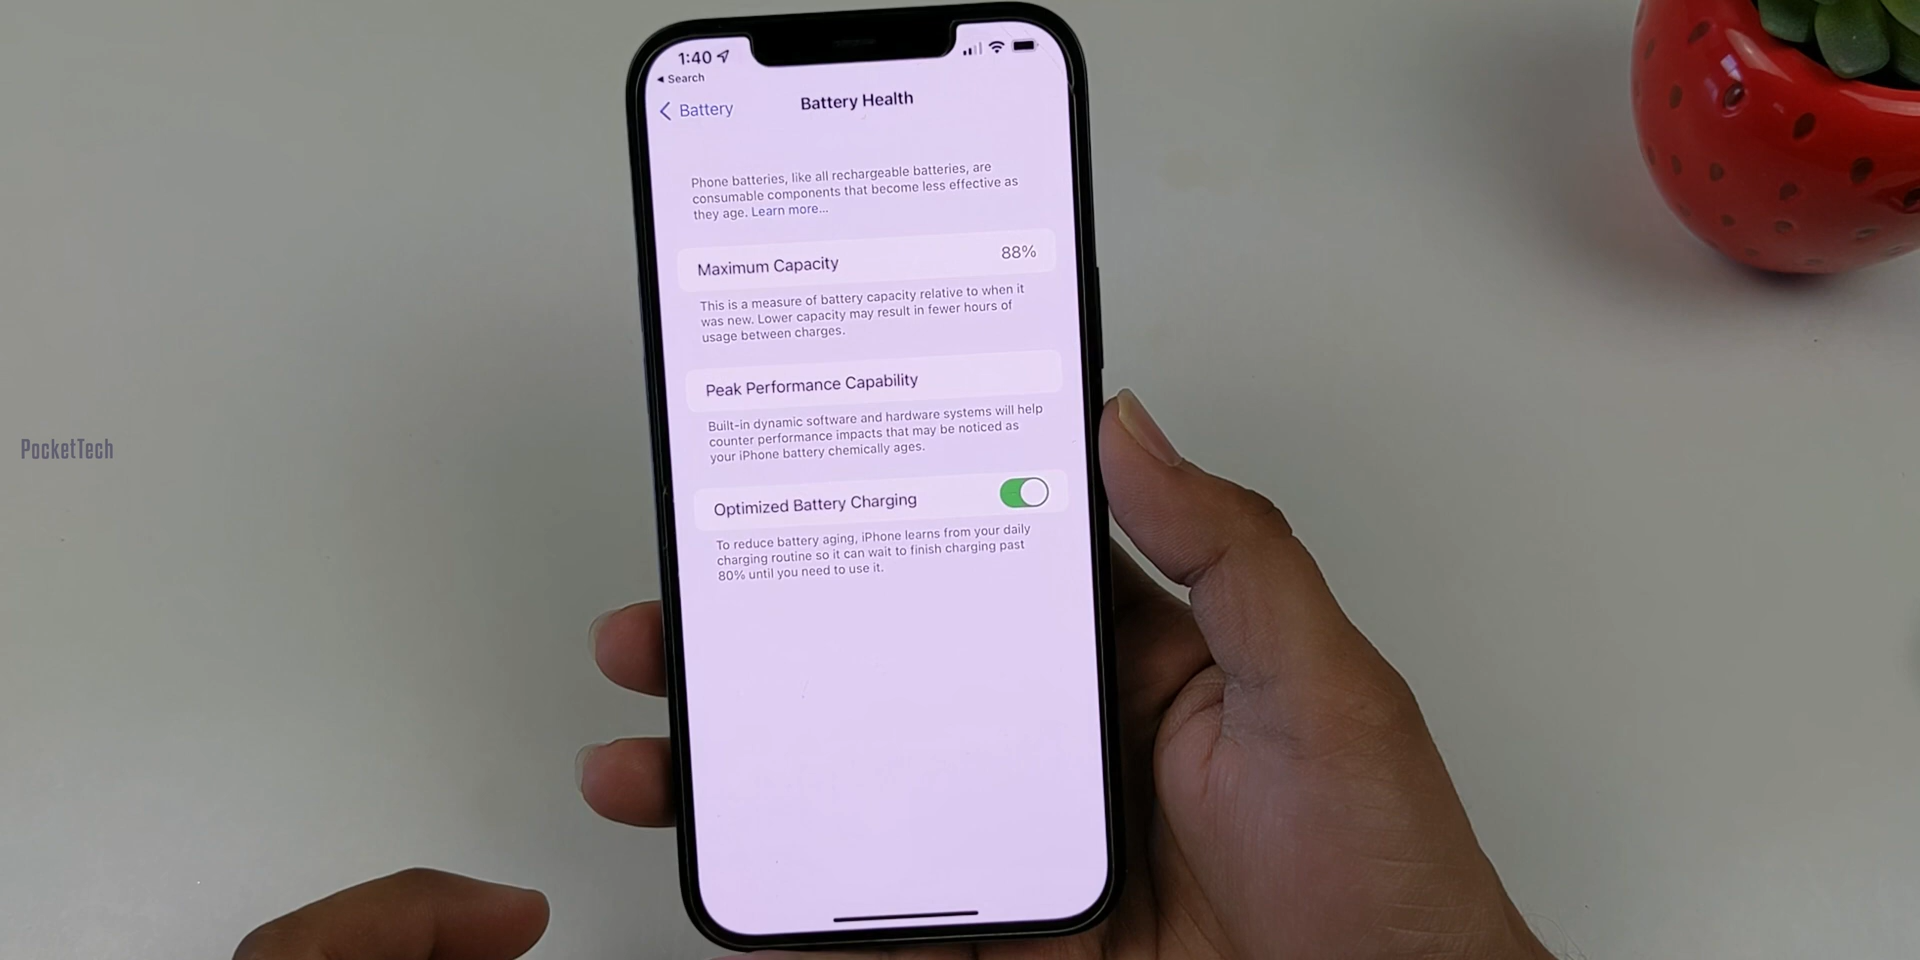 1:40
Search
Battery
Battery Health
Phone batteries, like all rechargeable batteries, are
consumable components that become less effective as
they age. Learn more...
Maximum Capacity 88%
This is a measure of battery capacity relative to when it
was new. Lower capacity may result in fewer hours of
usage between charges.
Peak Performance Capability
Built-in dynamic software and hardware systems will help
counter performance impacts that may be noticed as
your iPhone battery chemically ages.
Optimized Battery Charging
To reduce battery aging, iPhone learns from your daily
charging routine so it can wait to finish charging past
80% until you need to use it.
PocketTech